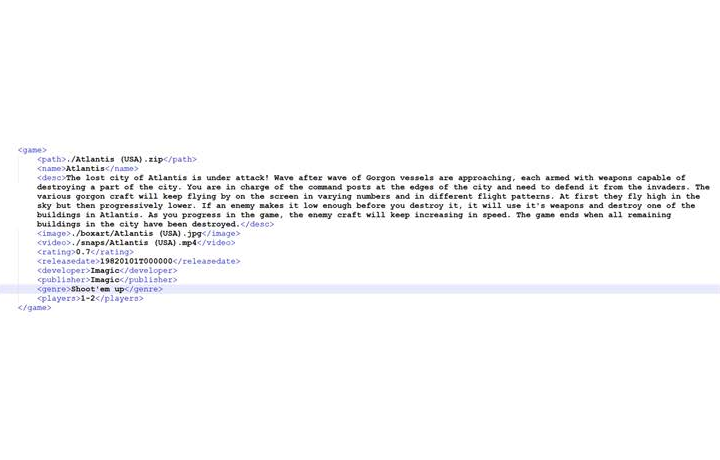 <game>
<path>./Atlantis (USA).zip</path>
<name>Atlantis</name>
<desc>The lost city of Atlantis is under attack! Wave after wave of Gorgon vessels are approaching, each armed with weapons capable of
destroying a part of the city. You are in charge of the command posts at the edges of the city and need to defend it from the invaders. The
various gorgon craft will keep flying by on the screen in varying numbers and in different flight patterns. At first they fly high in the
sky but then progressively lower. If an enemy makes it low enough before you destroy it, it will use it's weapons and destroy one of the
buildings in Atlantis. As you progress in the game, the enemy craft will keep increasing in speed. The game ends when all remaining
buildings in the city have been destroyed.</desc>
<image>./boxart/Atlantis (USA).jpg</image>
<video>./snaps/Atlantis (USA).mp4</video>
<rating>0.7</rating>
<releasedate>19820101T000000</releasedate>
<developer>Imagic</developer>
<publisher>Imagic</publisher>
<genre>Shoot'em up</genre>
<players>1-2</players>
</game>